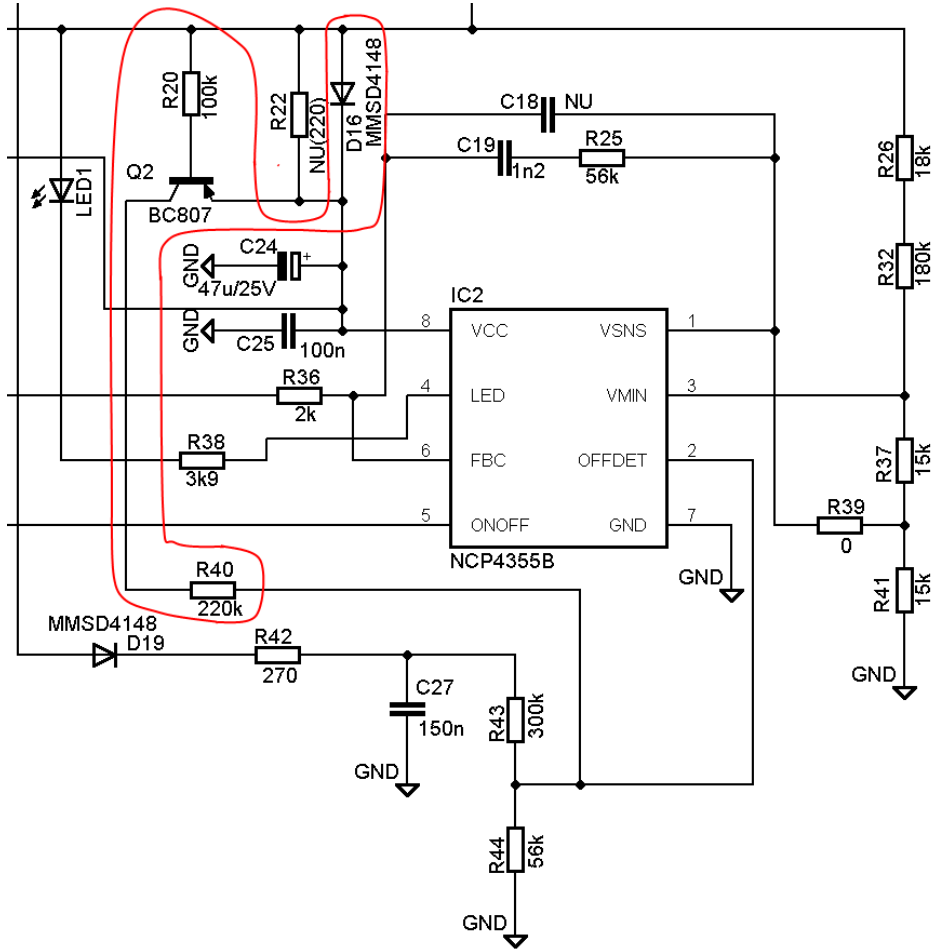 R20
100k
R22
NU(220)
D16
MMSD4148
C18
NU
C19
1n2
R25
56k
R26
18k
Q2
BC807
LED1
R32
180k
C24
+
47u/25V
GND
GND
C25
100n
IC2
8
VCC
VSNS
1
R36
2k
4
LED
VMIN
3
R38
3k9
6
FBC
OFFDET
2
R37
15k
5
ONOFF
GND
7
R39
0
NCP4355B
GND
R40
220k
R41
15k
MMSD4148
D19
R42
270
GND
C27
150n
R43
300k
GND
R44
56k
GND